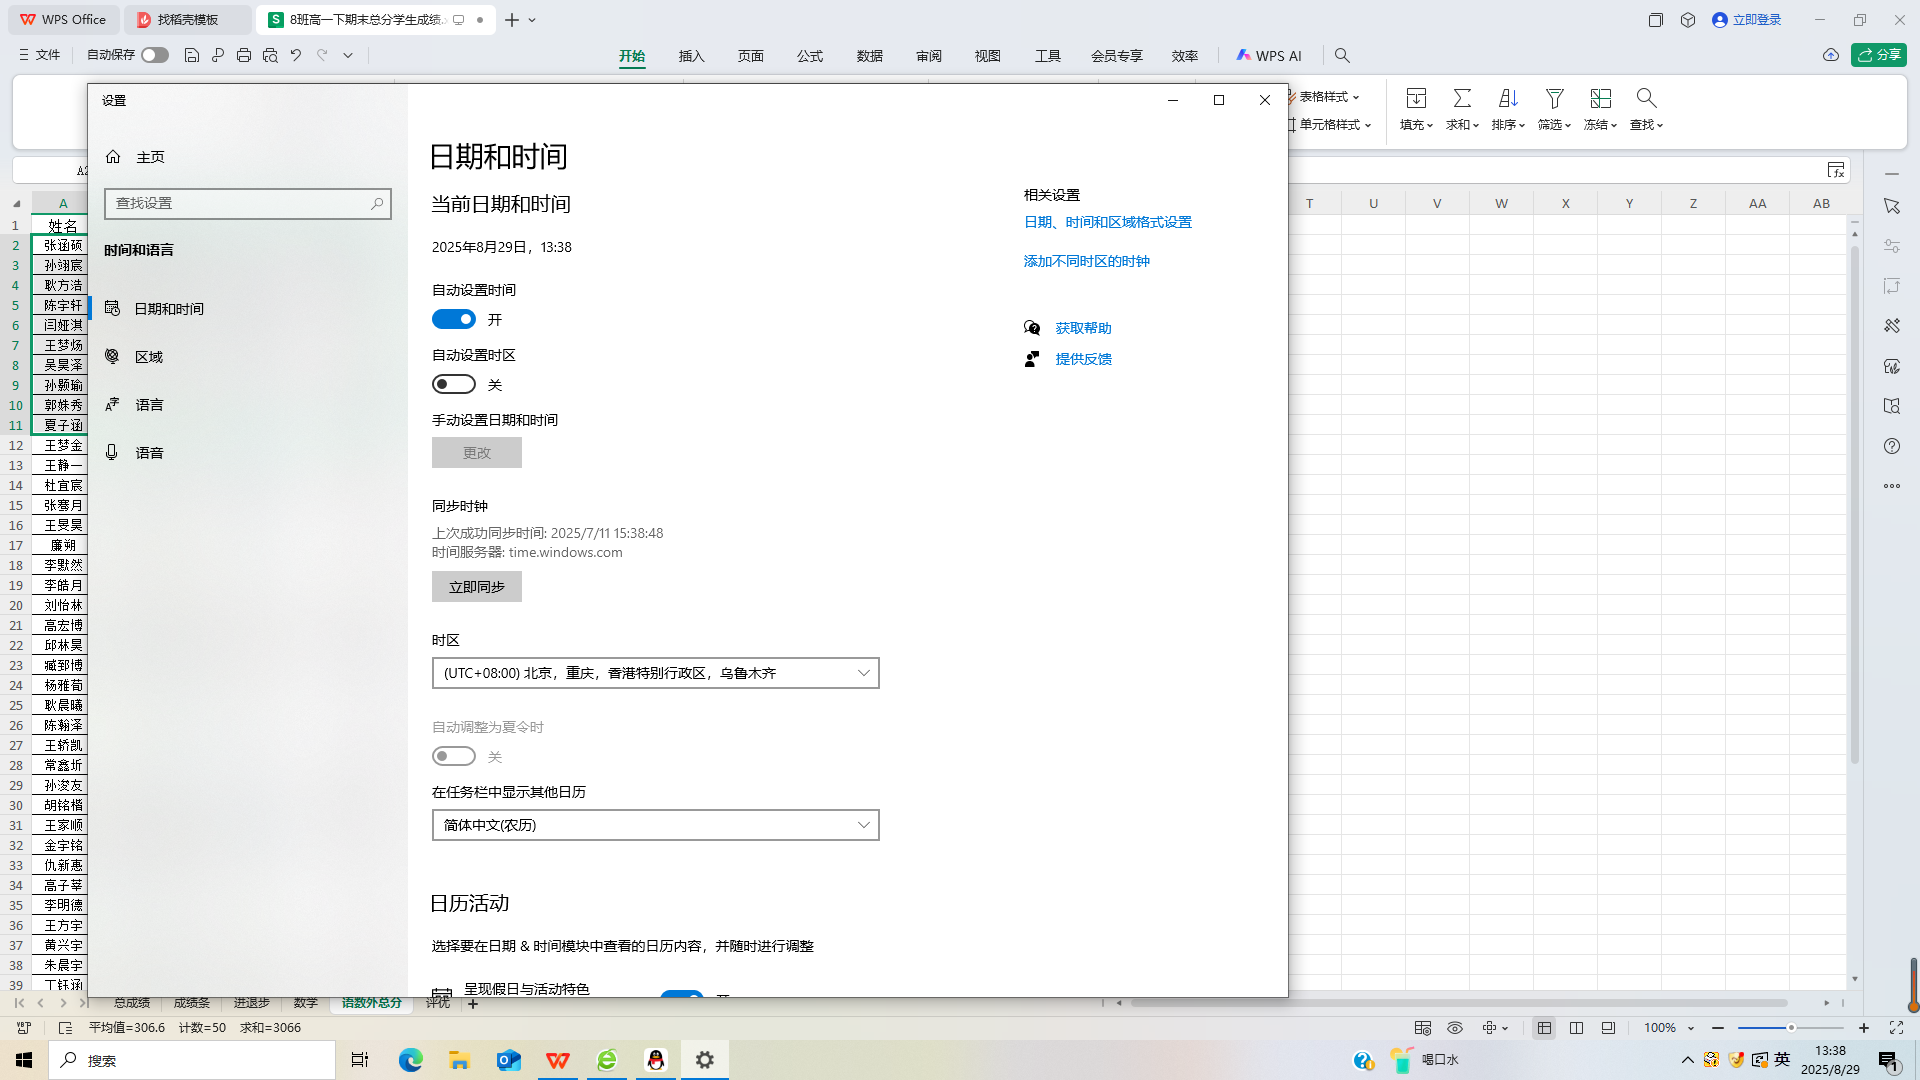 WPS Office 找稻壳模板 8班高一下期末总分学生成绩. 立即登录
文件 自动保存 开始 插入 页面 公式 数据 审阅 视图 工具 会员专享 效率 WPS AI 分享
表格样式
单元格样式 填充 求和 排序 筛选 冻结 查找
设置
主页
查找设置
时间和语言
日期和时间
区域
语言
语音
日期和时间
当前日期和时间
2025年8月29日，13:38
自动设置时间
开
自动设置时区
关
手动设置日期和时间
更改
同步时钟
上次成功同步时间: 2025/7/11 15:38:48
时间服务器: time.windows.com
立即同步
时区
(UTC+08:00) 北京，重庆，香港特别行政区，乌鲁木齐
自动调整为夏令时
关
在任务栏中显示其他日历
简体中文(农历)
日历活动
选择要在日期 & 时间模块中查看的日历内容，并随时进行调整
呈现假日与活动特色
相关设置
日期、时间和区域格式设置
添加不同时区的时钟
获取帮助
提供反馈
A T U V W X Y Z AA AB
1 姓名
2 张涵硕
3 孙翊宸
4 耿方浩
5 陈宇轩
6 闫娅淇
7 王梦炀
8 吴昊泽
9 孙颢瑜
10 郭姝秀
11 夏子涵
12 王梦金
13 王静一
14 杜宜宸
15 张骞月
16 王旻昊
17 廉朔
18 李默然
19 李皓月
20 刘怡林
21 高宏博
22 邱林昊
23 臧郅博
24 杨雅萄
25 耿晨曦
26 陈瀚泽
27 王轿凯
28 常鑫圻
29 孙浚友
30 胡铭楷
31 王家顺
32 金宇铭
33 仇新惠
34 高子莘
35 李明德
36 王方宇
37 黄兴宇
38 朱晨宇
39 丁钰涵
总成绩 成绩条 进退步 数学 语数外总分 评优
平均值=306.6 计数=50 求和=3066 100%
搜索 喝口水 英 13:38
2025/8/29
1